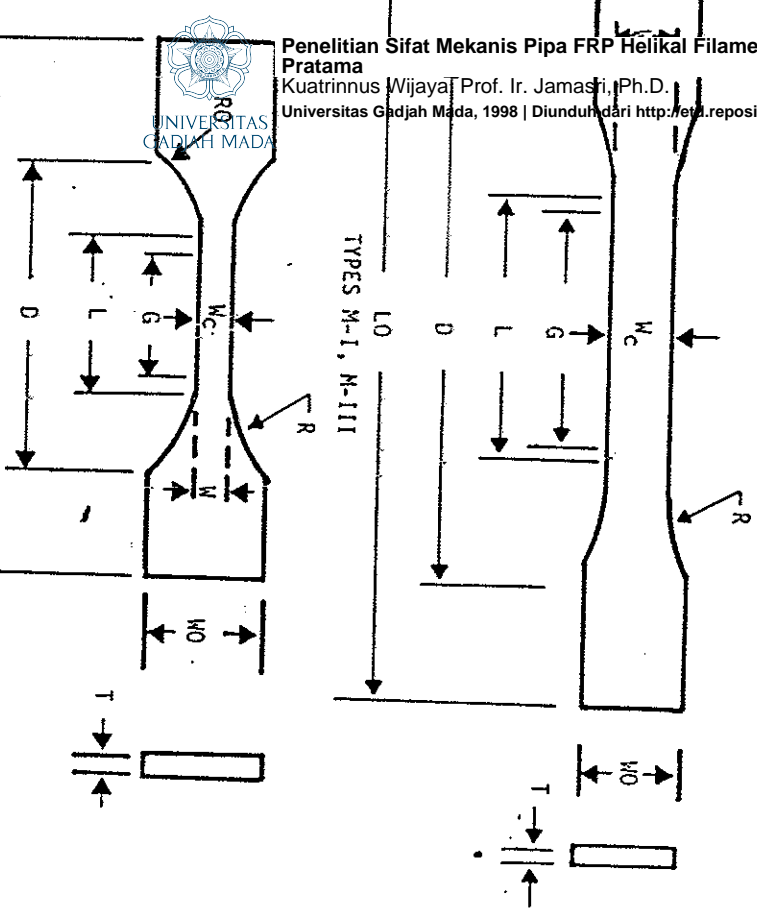 Penelitian Sifat Mekanis Pipa FRP Helikal Filame
Pratama
Kuatrinnus Wijaya, Prof. Ir. Jamasri, Ph.D.
Universitas Gadjah Mada, 1998 | Diunduh dari http://etd.reposi
UNIVERSITAS
GADJAH MADA
RO
D
L
G
Wc
R
W
WO
T
TYPES M-I, M-III
LO
D
L
G
Wc
R
WO
T